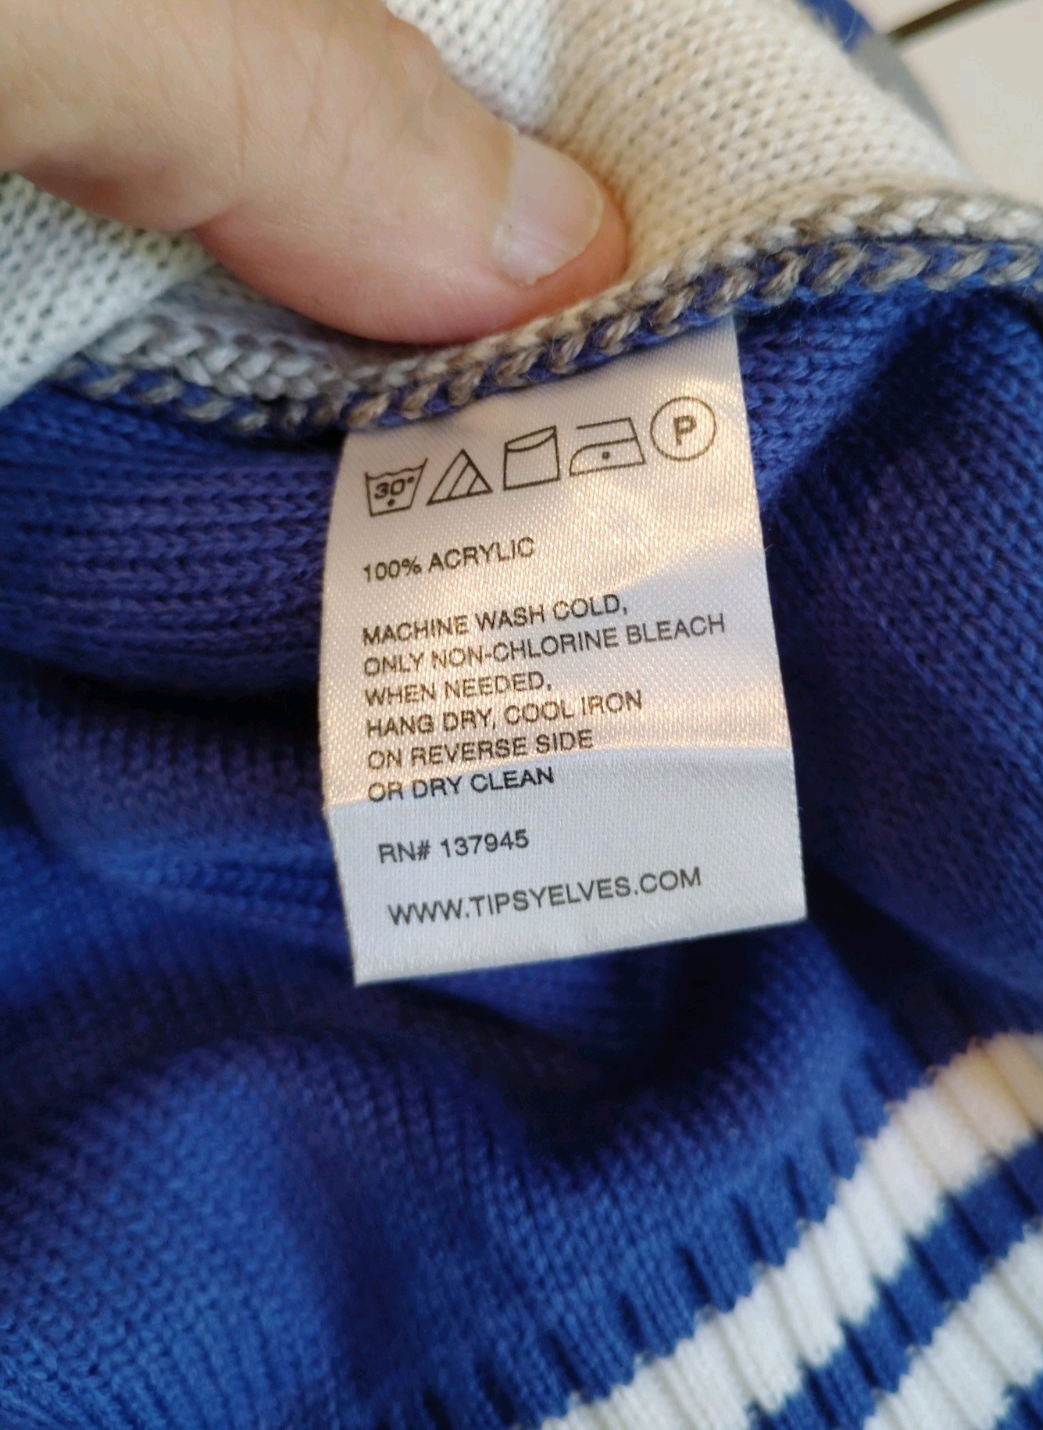 30°
P
100% ACRYLIC
MACHINE WASH COLD,
ONLY NON-CHLORINE BLEACH
WHEN NEEDED,
HANG DRY, COOL IRON
ON REVERSE SIDE
OR DRY CLEAN
RN# 137945
WWW.TIPSYELVES.COM